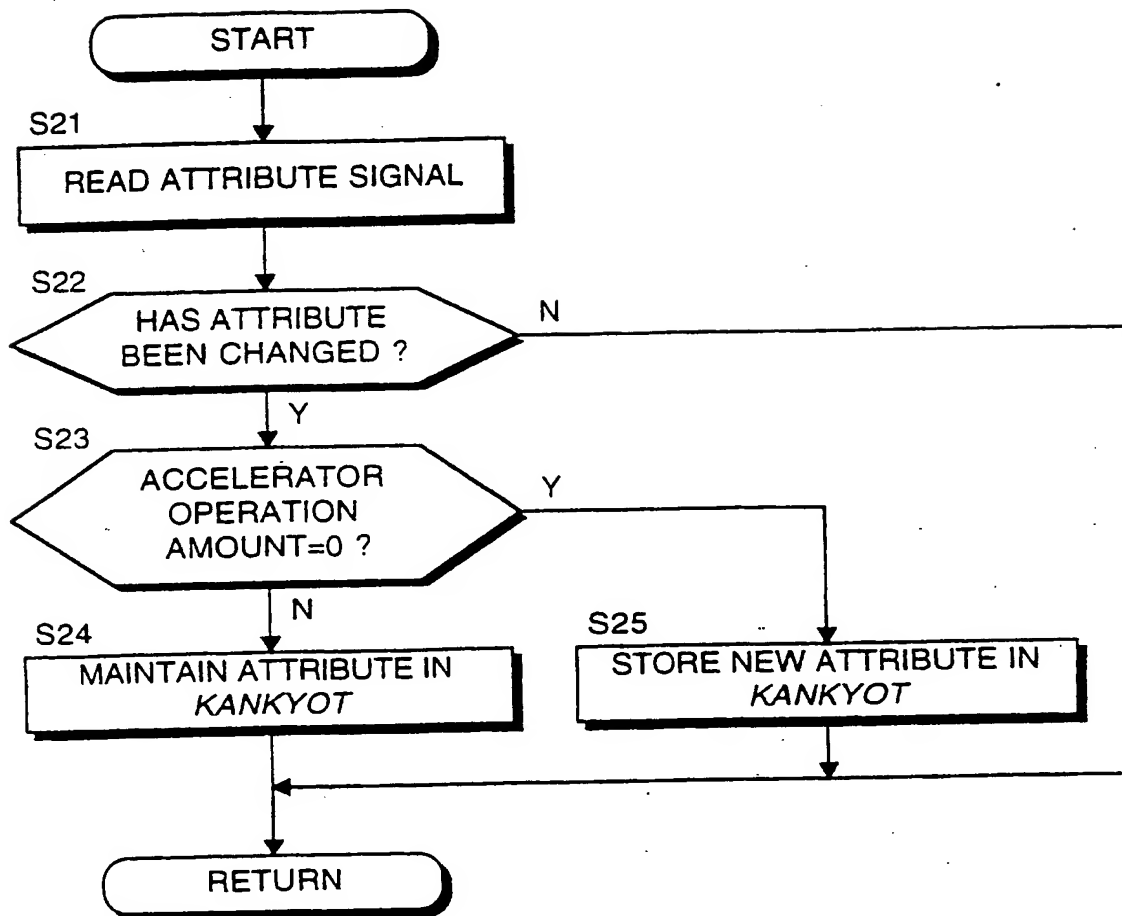 START
S21
READ ATTRIBUTE SIGNAL
S22
HAS ATTRIBUTE
BEEN CHANGED ?
N
Y
S23
ACCELERATOR
OPERATION
AMOUNT=0 ?
Y
N
S24
MAINTAIN ATTRIBUTE IN
KANKYOT
S25
STORE NEW ATTRIBUTE IN
KANKYOT
RETURN